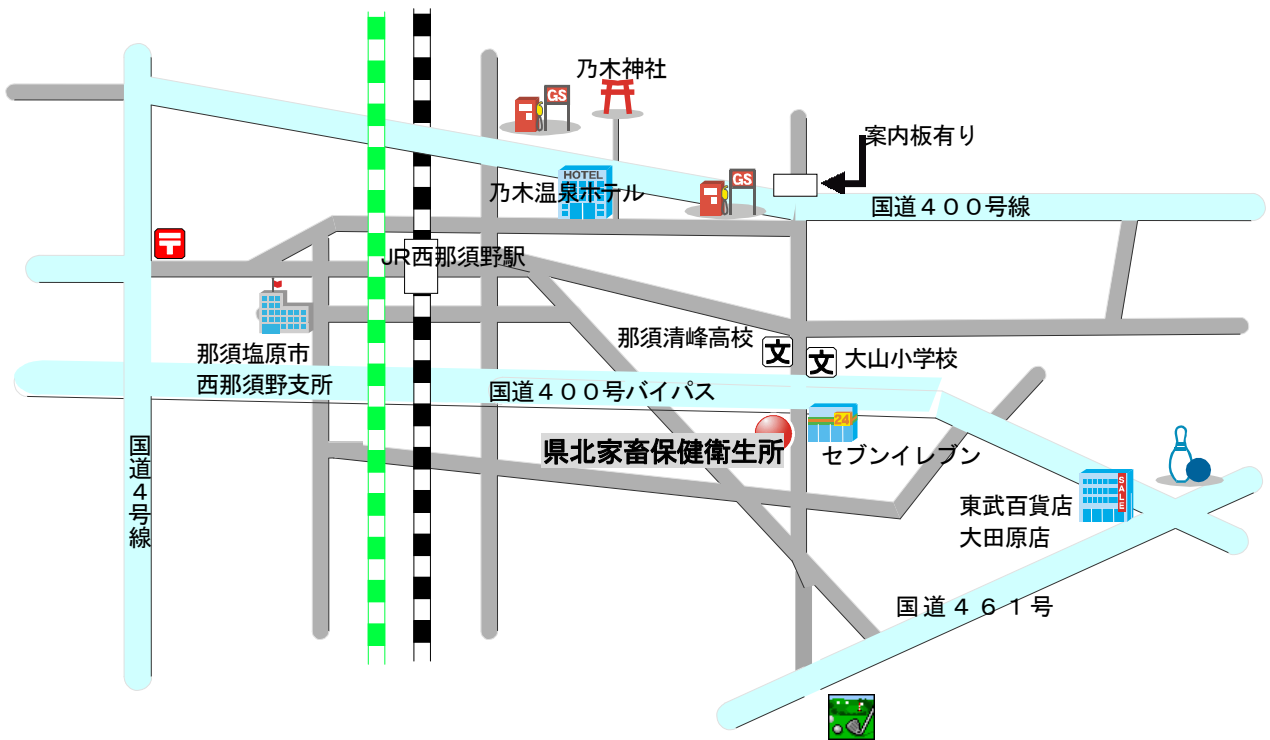 乃木神社
GS
案内板有り
HOTEL
GS
乃木温泉ホテル
国道４００号線
〒
JR西那須野駅
那須清峰高校
文
文
大山小学校
那須塩原市
西那須野支所
国道４００号バイパス
24
県北家畜保健衛生所
セブンイレブン
国道４号線
SALE
東武百貨店
大田原店
国道４６１号